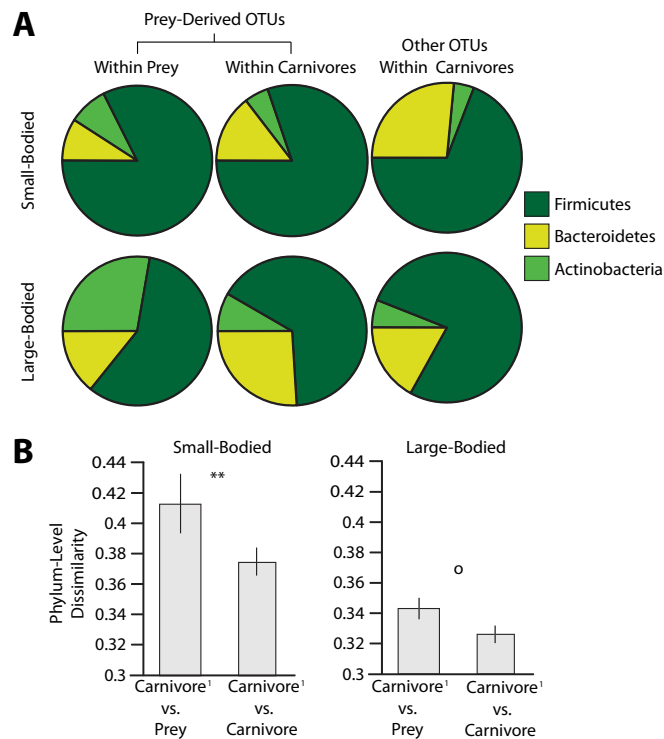 A
Prey-Derived OTUs
Within Prey
Within Carnivores
Other OTUs
Within Carnivores
Small-Bodied
Large-Bodied
Firmicutes
Bacteroidetes
Actinobacteria
B
Small-Bodied
Phylum-Level
Dissimilarity
0.44
0.42
0.4
0.38
0.36
0.34
0.32
0.3
**
Carnivore¹
vs.
Prey
Carnivore¹
vs.
Carnivore
Large-Bodied
0.44
0.42
0.4
0.38
0.36
0.34
0.32
0.3
o
Carnivore¹
vs.
Prey
Carnivore¹
vs.
Carnivore